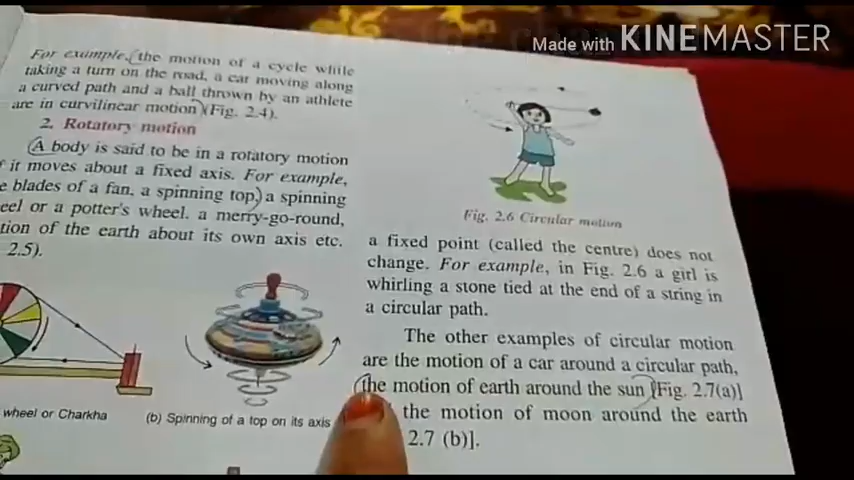 Made with KINEMASTER
For example, (the motion of a cycle while
taking a turn on the road, a car moving along
a curved path and a ball thrown by an athlete
are in curvilinear motion) (Fig. 2.4).
2. Rotatory motion
(A body is said to be in a rotatory motion
f it moves about a fixed axis. For example,
e blades of a fan, a spinning top,) a spinning
eel or a potter's wheel, a merry-go-round,
tion of the earth about its own axis etc.
2.5).
wheel or Charkha
(b) Spinning of a top on its axis
Fig. 2.6 Circular motion
a fixed point (called the centre) does not
change. For example, in Fig. 2.6 a girl is
whirling a stone tied at the end of a string in
a circular path.
The other examples of circular motion
are the motion of a car around a circular path,
(the motion of earth around the sun) [Fig. 2.7(a)]
the motion of moon around the earth
2.7 (b)].